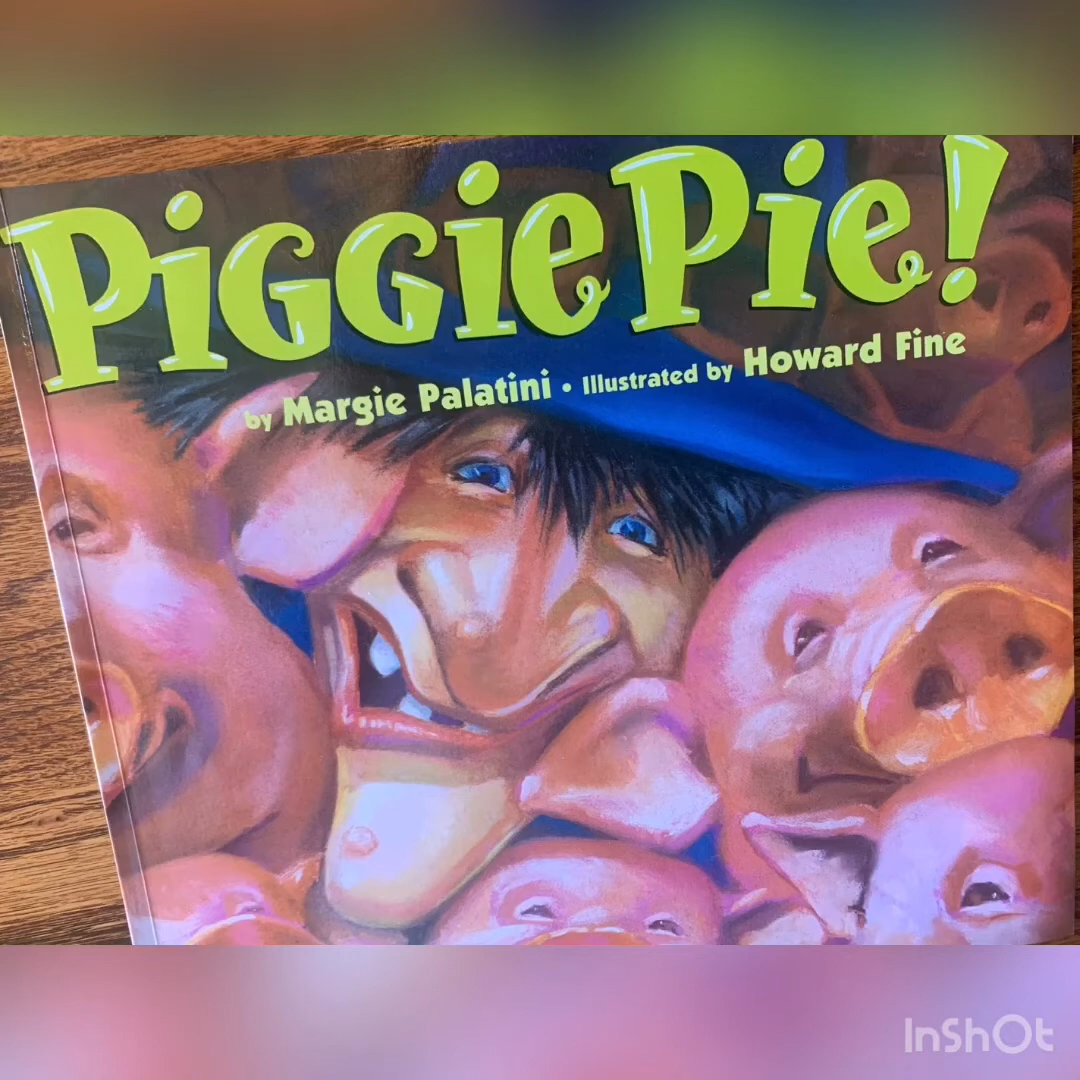 Piggie Pie!
by Margie Palatini • Illustrated by Howard Fine
InShOt